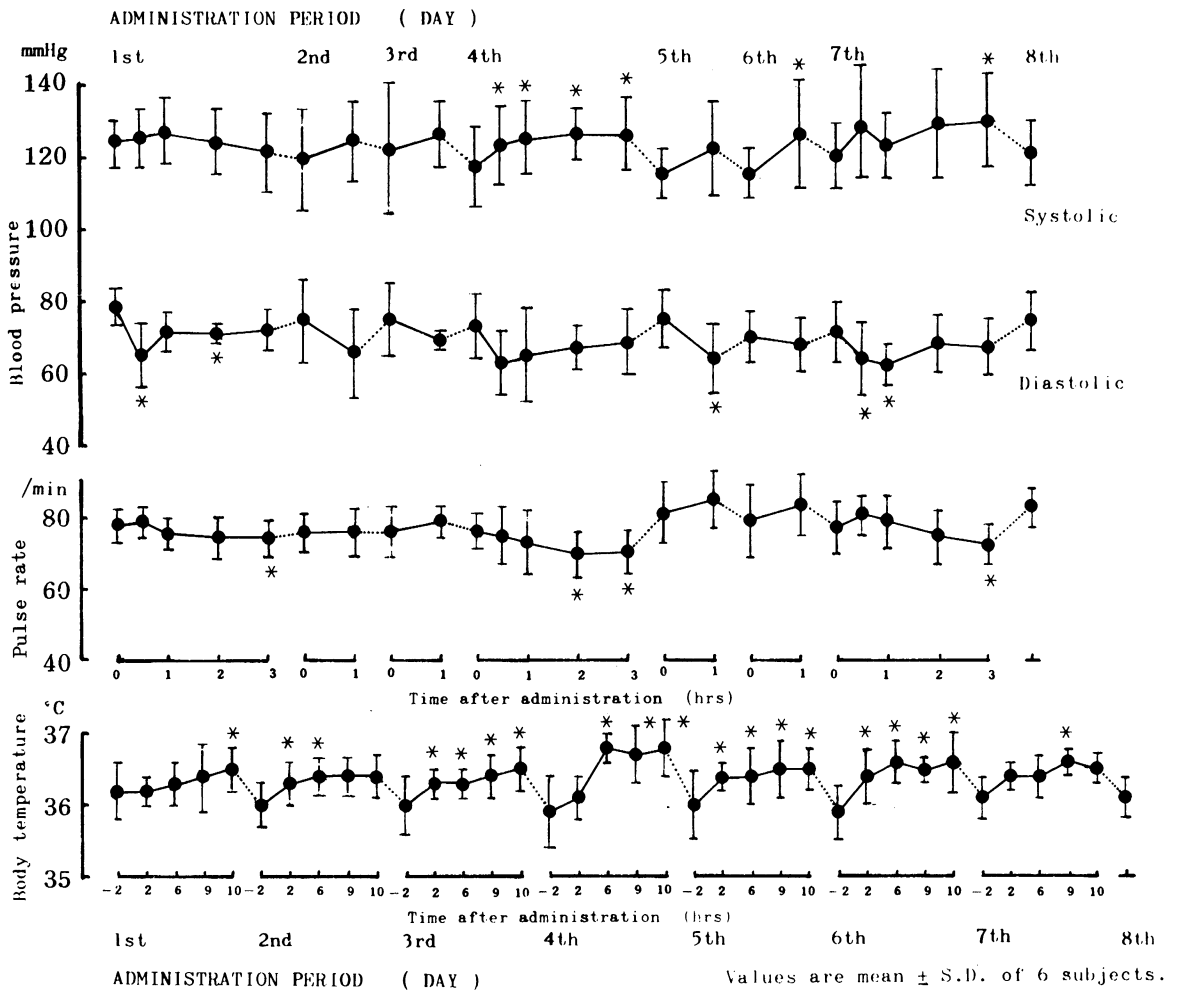 ADMINISTRATION PERIOD ( DAY )
mmHg 1st 2nd 3rd 4th 5th 6th 7th 8th
140
* * * * * *
120
100
Systolic
Blood pressure
80
60
* * * * *
Diastolic
40
/min
80
Pulse rate
60
* * * *
40
0 1 2 3 0 1 0 1 0 1 2 3 0 1 0 1 0 1 2 3
Time after administration (hrs)
°C
37
* * * * * * * * * * * * * * * * * * *
Body temperature
36
35
-2 2 6 9 10 -2 2 6 9 10 -2 2 6 9 10 -2 2 6 9 10 -2 2 6 9 10 -2 2 6 9 10 -2 2 6 9 10
Time after administration (hrs)
1st 2nd 3rd 4th 5th 6th 7th 8th
ADMINISTRATION PERIOD ( DAY )
Values are mean ± S.D. of 6 subjects.